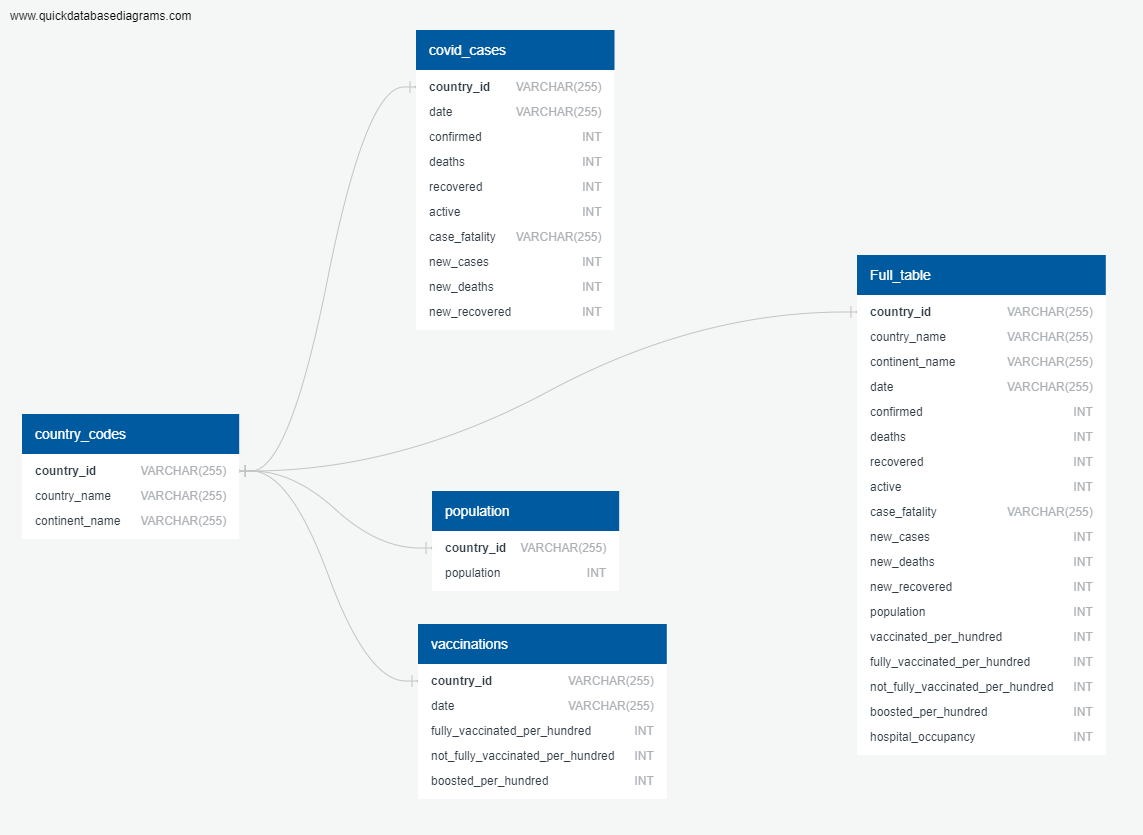 www.quickdatabasediagrams.com
covid_cases
country_id VARCHAR(255)
date VARCHAR(255)
confirmed INT
deaths INT
recovered INT
active INT
case_fatality VARCHAR(255)
new_cases INT
new_deaths INT
new_recovered INT
Full_table
country_id VARCHAR(255)
country_name VARCHAR(255)
continent_name VARCHAR(255)
date VARCHAR(255)
confirmed INT
deaths INT
recovered INT
active INT
case_fatality VARCHAR(255)
new_cases INT
new_deaths INT
new_recovered INT
population INT
vaccinated_per_hundred INT
fully_vaccinated_per_hundred INT
not_fully_vaccinated_per_hundred INT
boosted_per_hundred INT
hospital_occupancy INT
country_codes
country_id VARCHAR(255)
country_name VARCHAR(255)
continent_name VARCHAR(255)
population
country_id VARCHAR(255)
population INT
vaccinations
country_id VARCHAR(255)
date VARCHAR(255)
fully_vaccinated_per_hundred INT
not_fully_vaccinated_per_hundred INT
boosted_per_hundred INT